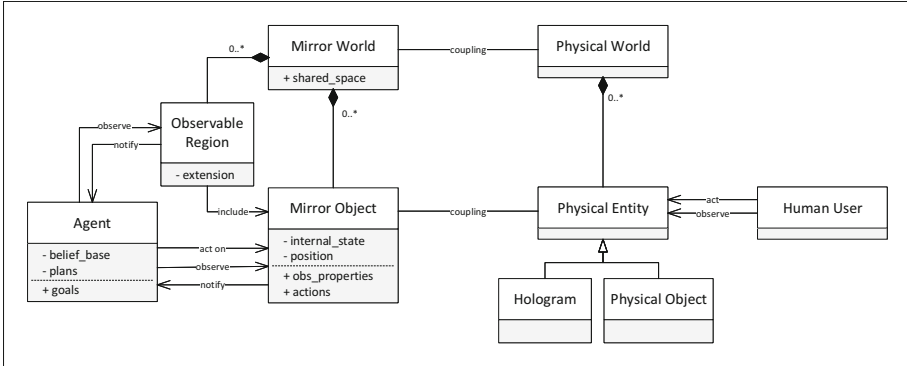 Mirror World
+ shared_space
0..*
0..*
coupling
Physical World
0..*
Observable
Region
- extension
observe
notify
include
Agent
- belief_base
- plans
+ goals
act on
observe
notify
Mirror Object
- internal_state
- position
+ obs_properties
+ actions
coupling
Physical Entity
act
observe
Human User
Hologram
Physical Object